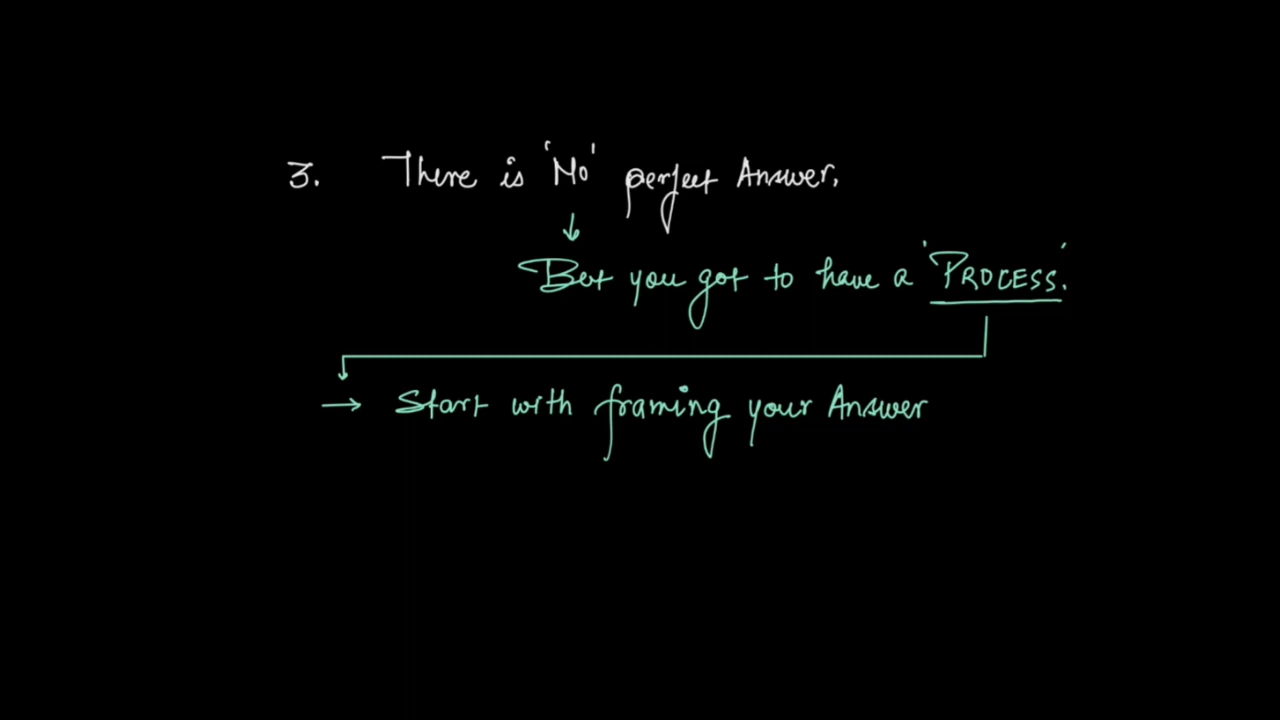 3. There is 'No' perfect Answer.
But you got to have a 'PROCESS.'
→ Start with framing your Answer